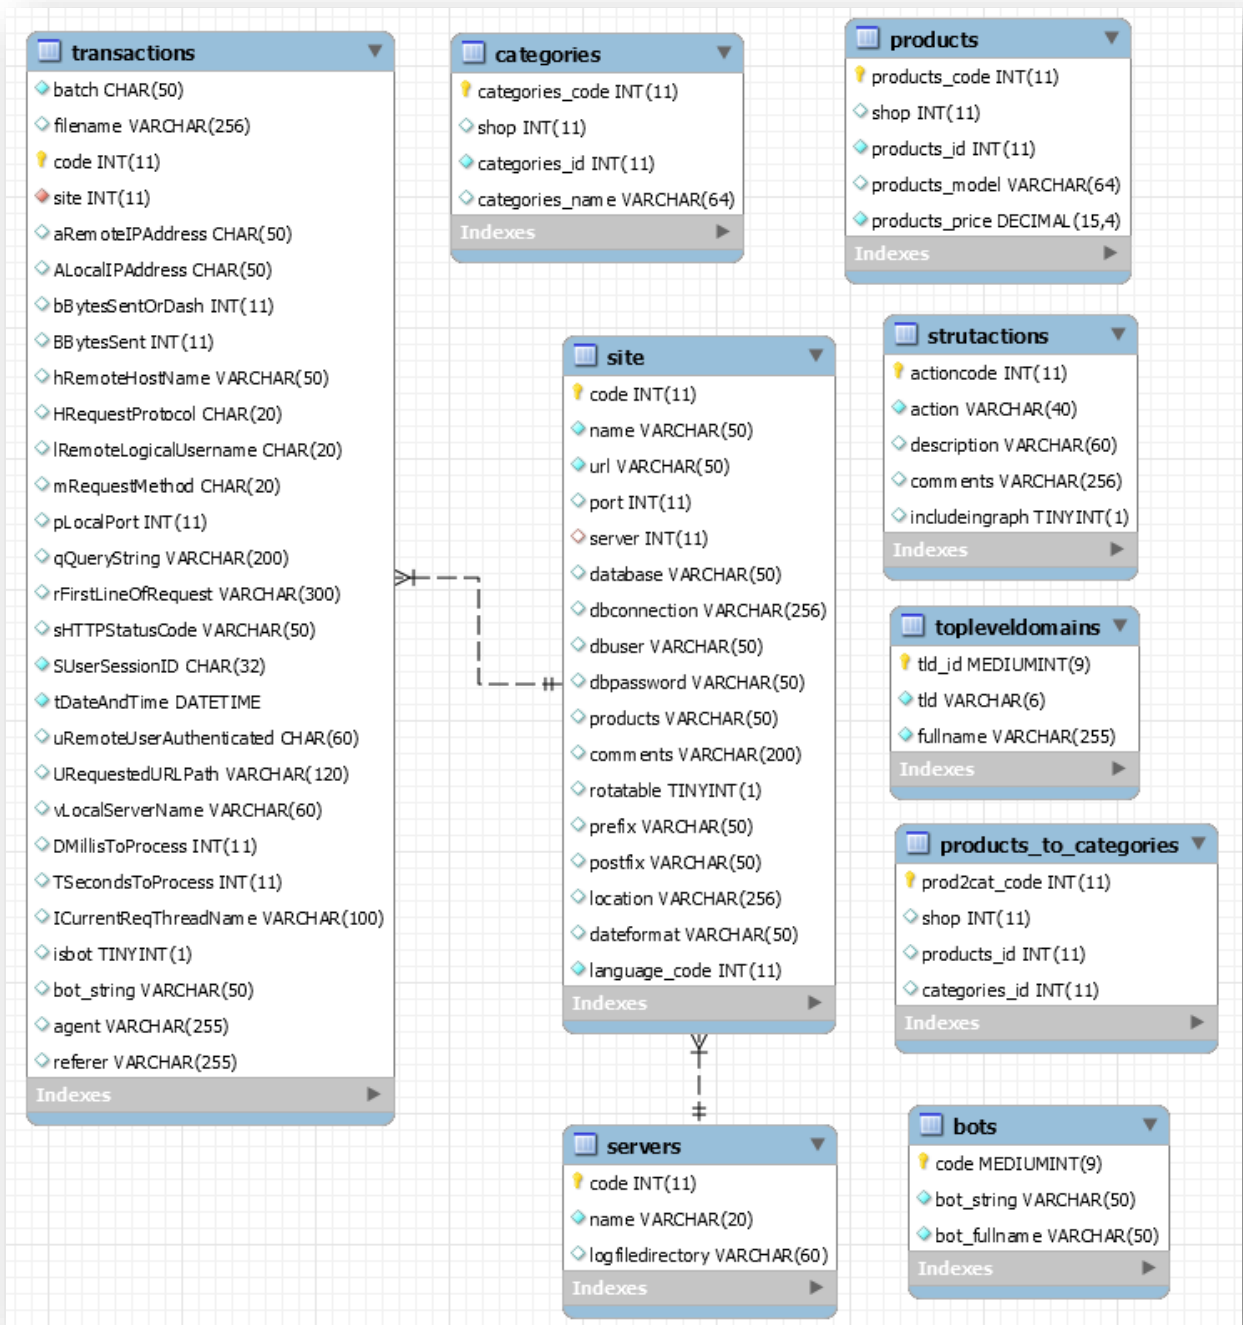 transactions
batch CHAR(50)
filename VARCHAR(256)
code INT(11)
site INT(11)
aRemoteIPAddress CHAR(50)
ALocalIPAddress CHAR(50)
bBytesSentOrDash INT(11)
BBytesSent INT(11)
hRemoteHostName VARCHAR(50)
HRequestProtocol CHAR(20)
lRemoteLogicalUsername CHAR(20)
mRequestMethod CHAR(20)
pLocalPort INT(11)
qQueryString VARCHAR(200)
rFirstLineOfRequest VARCHAR(300)
sHTTPStatusCode VARCHAR(50)
SUserSessionID CHAR(32)
tDateAndTime DATETIME
uRemoteUserAuthenticated CHAR(60)
URequestedURLPath VARCHAR(120)
vLocalServerName VARCHAR(60)
DMillisToProcess INT(11)
TSecondsToProcess INT(11)
ICurrentReqThreadName VARCHAR(100)
isbot TINYINT(1)
bot_string VARCHAR(50)
agent VARCHAR(255)
referer VARCHAR(255)
Indexes
categories
categories_code INT(11)
shop INT(11)
categories_id INT(11)
categories_name VARCHAR(64)
Indexes
products
products_code INT(11)
shop INT(11)
products_id INT(11)
products_model VARCHAR(64)
products_price DECIMAL(15,4)
Indexes
site
code INT(11)
name VARCHAR(50)
url VARCHAR(50)
port INT(11)
server INT(11)
database VARCHAR(50)
dbconnection VARCHAR(256)
dbuser VARCHAR(50)
dbpassword VARCHAR(50)
products VARCHAR(50)
comments VARCHAR(200)
rotatable TINYINT(1)
prefix VARCHAR(50)
postfix VARCHAR(50)
location VARCHAR(256)
dateformat VARCHAR(50)
language_code INT(11)
Indexes
strutactions
actioncode INT(11)
action VARCHAR(40)
description VARCHAR(60)
comments VARCHAR(256)
includeingraph TINYINT(1)
Indexes
topleveldomains
tld_id MEDIUMINT(9)
tld VARCHAR(6)
fullname VARCHAR(255)
Indexes
products_to_categories
prod2cat_code INT(11)
shop INT(11)
products_id INT(11)
categories_id INT(11)
Indexes
servers
code INT(11)
name VARCHAR(20)
logfiledirectory VARCHAR(60)
Indexes
bots
code MEDIUMINT(9)
bot_string VARCHAR(50)
bot_fullname VARCHAR(50)
Indexes